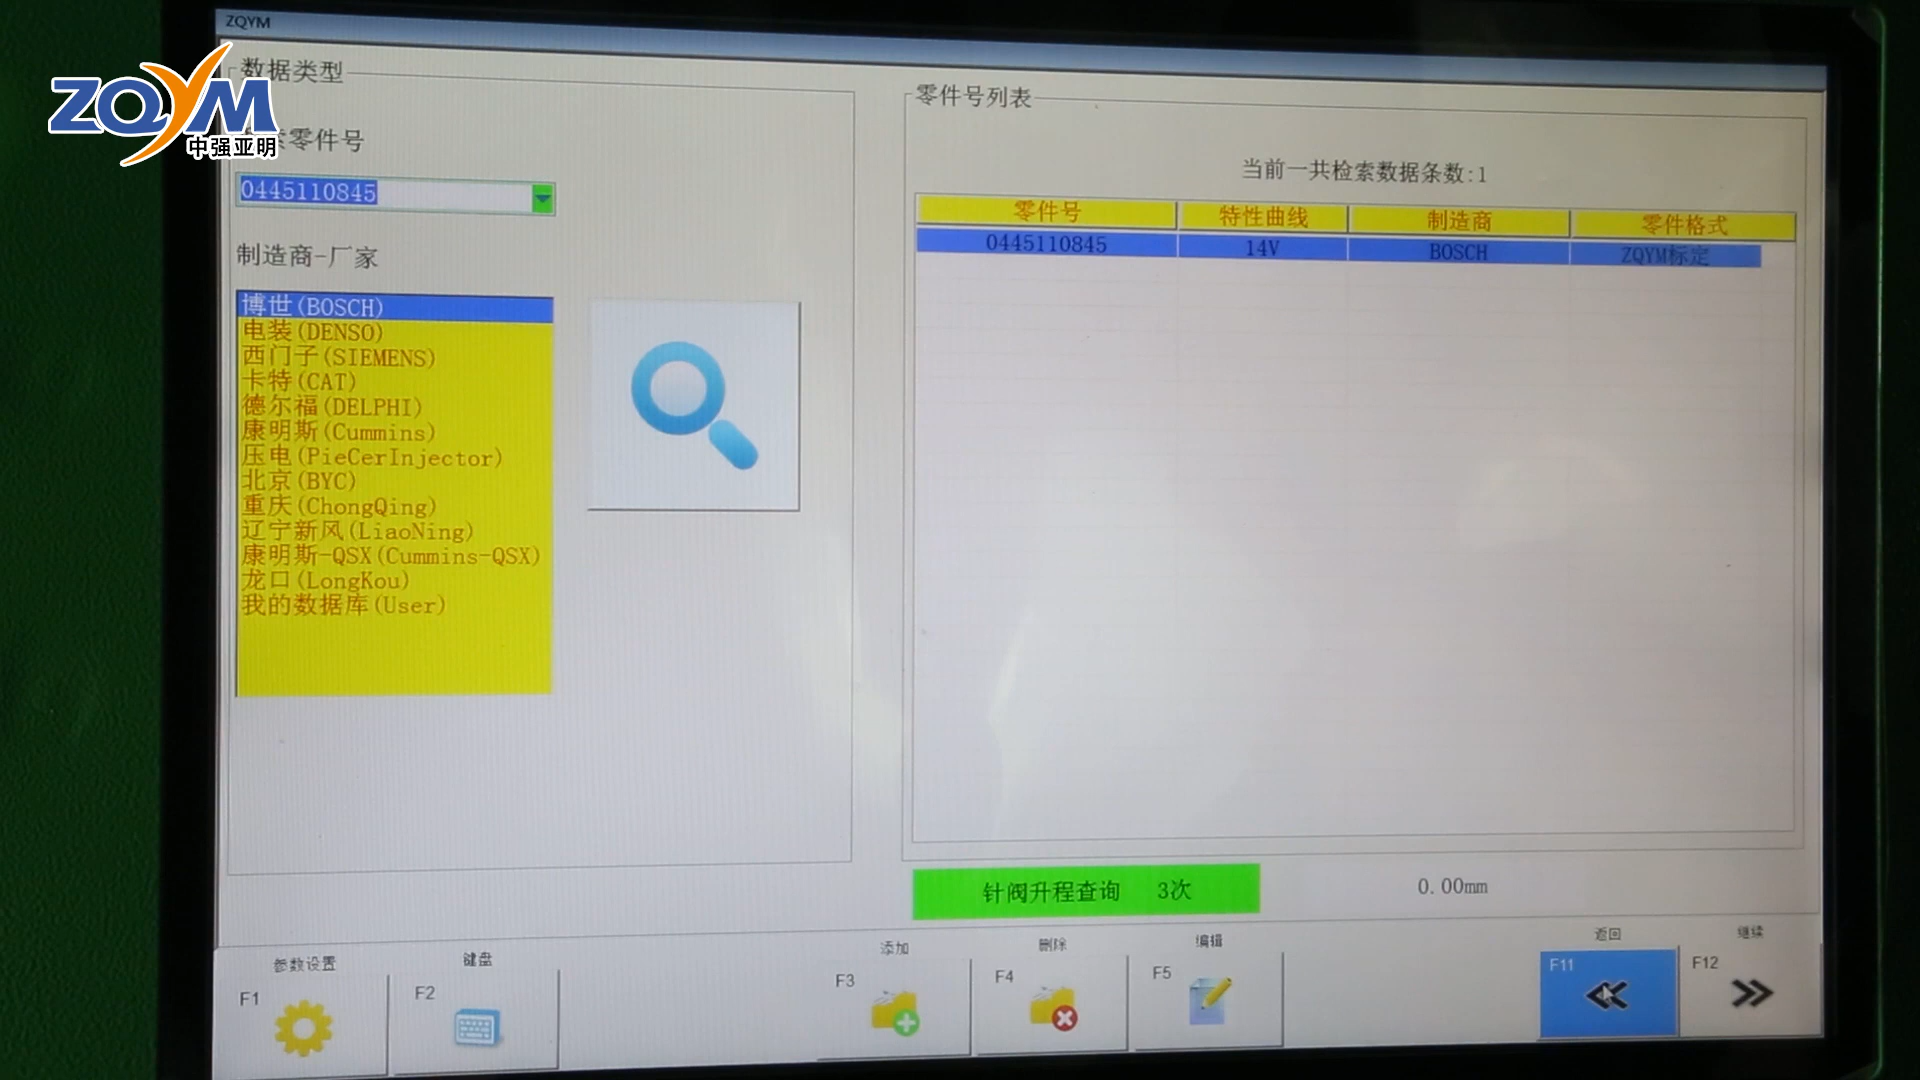 ZQYM
ZQYM
中强亚明
数据类型
索零件号
0445110845
制造商-厂家
博世(BOSCH)
电装(DENSO)
西门子(SIEMENS)
卡特(CAT)
德尔福(DELPHI)
康明斯(Cummins)
压电(PieCerInjector)
北京(BYC)
重庆(ChongQing)
辽宁新风(LiaoNing)
康明斯-QSX(Cummins-QSX)
龙口(LongKou)
我的数据库(User)
零件号列表
当前一共检索数据条数:1
零件号 特性曲线 制造商 零件格式
0445110845 14V BOSCH ZQYM标定
针阀升程查询 3次
0.00mm
参数设置
F1
键盘
F2
添加
F3
删除
F4
编辑
F5
返回
F11
继续
F12